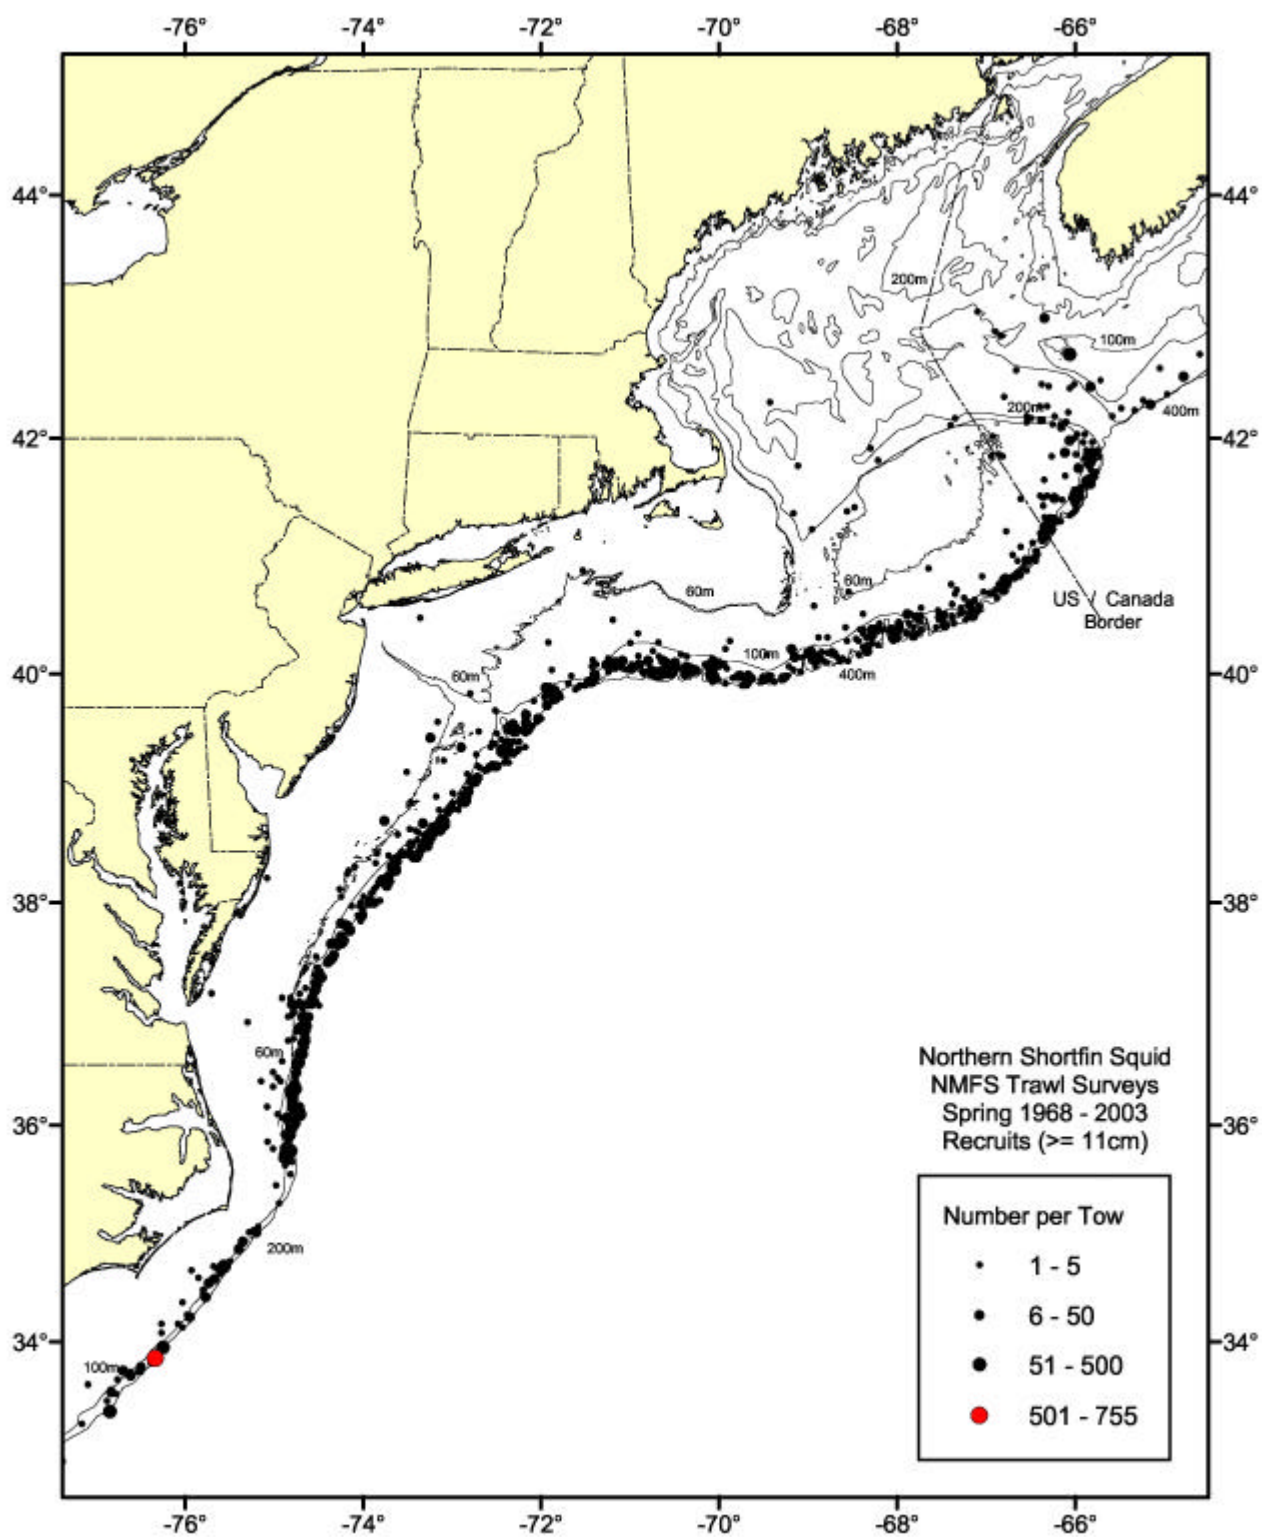 -76° -74° -72° -70° -68° -66°
44° 44°
200m
100m
200m 400m
42° 42°
60m
60m
US / Canada
Border
100m
40° 60m 400m 40°
38° 38°
60m
Northern Shortfin Squid
NMFS Trawl Surveys
Spring 1968 - 2003
Recruits (>= 11cm)
36° 36°
200m
Number per Tow
1 - 5
6 - 50
51 - 500
501 - 755
34° 34°
100m
-76° -74° -72° -70° -68° -66°